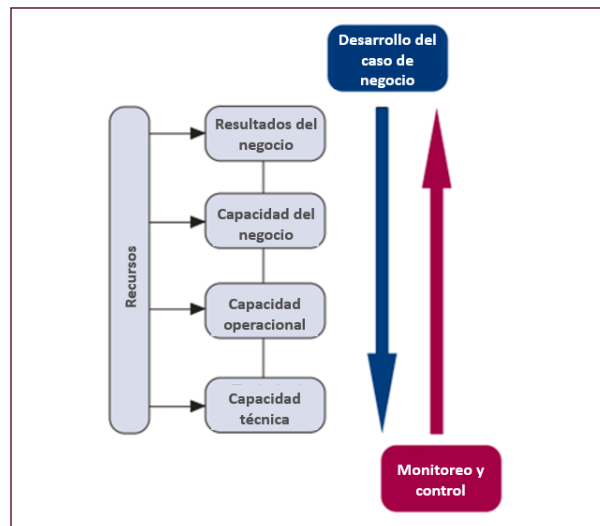 Desarrollo del
caso de
negocio
Resultados del
negocio
Capacidad del
negocio
Recursos
Capacidad
operacional
Capacidad
técnica
Monitoreo y
control